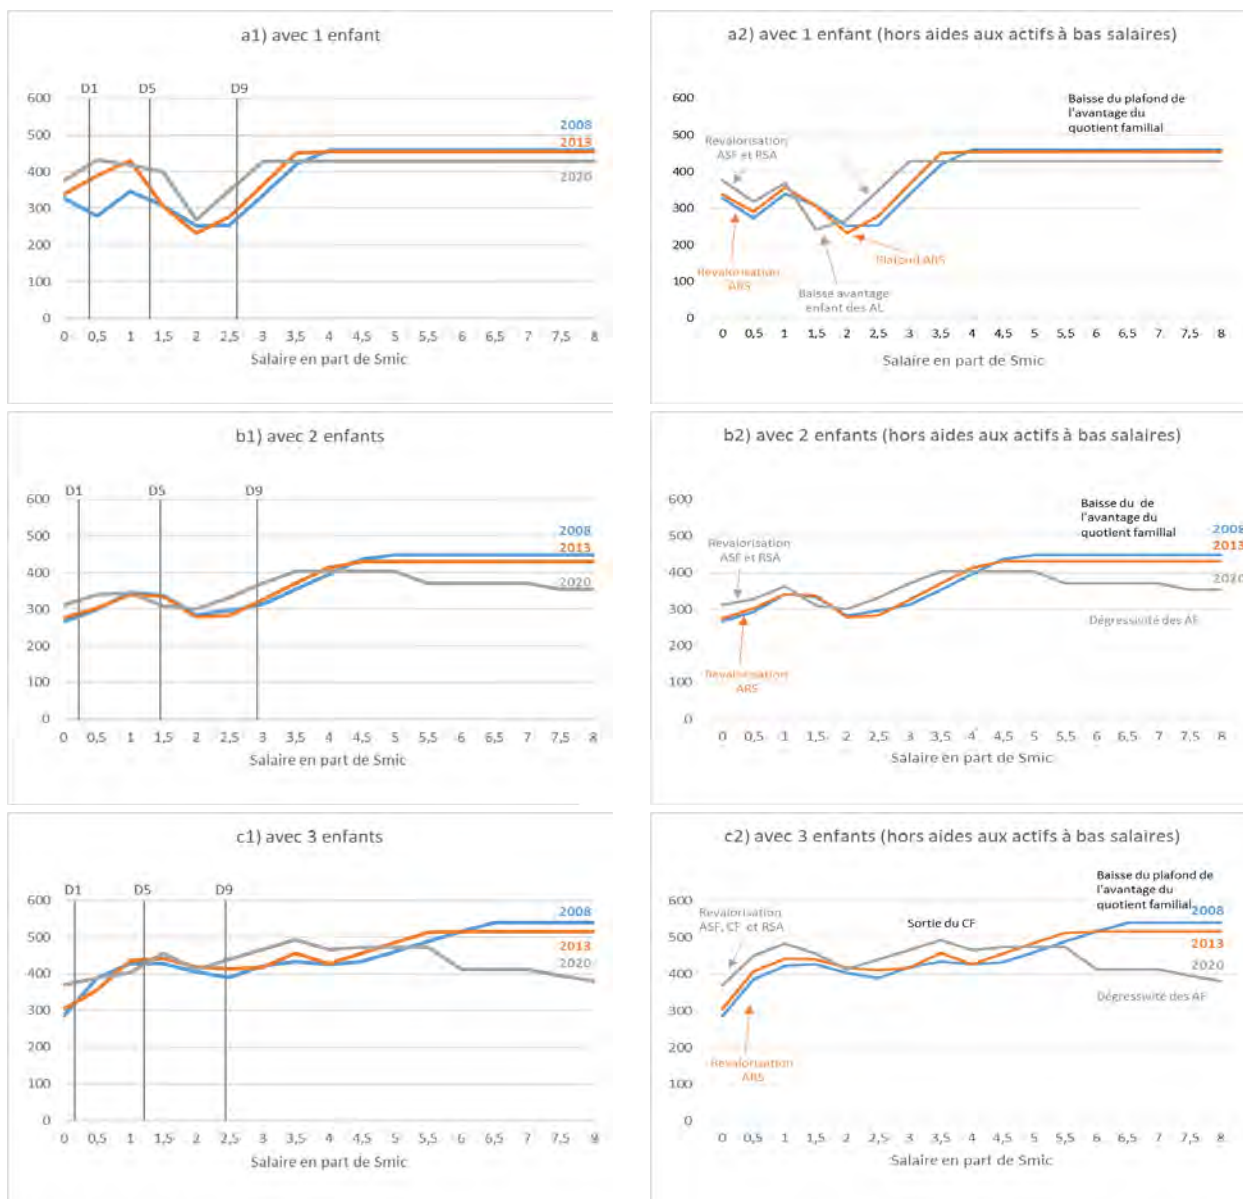 a1) avec 1 enfant
D1
D5
D9
600
500
400
300
200
100
0
2008
2013
2020
0 0,5 1 1,5 2 2,5 3 3,5 4 4,5 5 5,5 6 6,5 7 7,5 8
Salaire en part de Smic
a2) avec 1 enfant (hors aides aux actifs à bas salaires)
600
500
400
300
200
100
0
Baisse du plafond de
l'avantage du
quotient familial
Revalorisation
ASF et RSA
Revalorisation
ARS
Plafond ARS
Baisse avantage
enfant des AL
0 0,5 1 1,5 2 2,5 3 3,5 4 4,5 5 5,5 6 6,5 7 7,5 8
Salaire en part de Smic
b1) avec 2 enfants
D1
D5
D9
600
500
400
300
200
100
0
2008
2013
2020
0 0,5 1 1,5 2 2,5 3 3,5 4 4,5 5 5,5 6 6,5 7 7,5 8
Salaire en part de Smic
b2) avec 2 enfants (hors aides aux actifs à bas salaires)
600
500
400
300
200
100
0
Baisse du de
l'avantage du
quotient familial
2008
2013
2020
Revalorisation
ASF et RSA
Dégressivité des AF
Revalorisation
ARS
0 0,5 1 1,5 2 2,5 3 3,5 4 4,5 5 5,5 6 6,5 7 7,5 8
Salaire en part de Smic
c1) avec 3 enfants
D1
D5
D9
600
500
400
300
200
100
0
2008
2013
2020
0 0,5 1 1,5 2 2,5 3 3,5 4 4,5 5 5,5 6 6,5 7 7,5 8
Salaire en part de Smic
c2) avec 3 enfants (hors aides aux actifs à bas salaires)
600
500
400
300
200
100
0
Baisse du plafond de
l'avantage du
quotient familial
2008
2013
2020
Revalorisation
ASF, CF et RSA
Sortie du CF
Dégressivité des AF
Revalorisation
ARS
0 0,5 1 1,5 2 2,5 3 3,5 4 4,5 5 5,5 6 6,5 7 7,5 8
Salaire en part de Smic